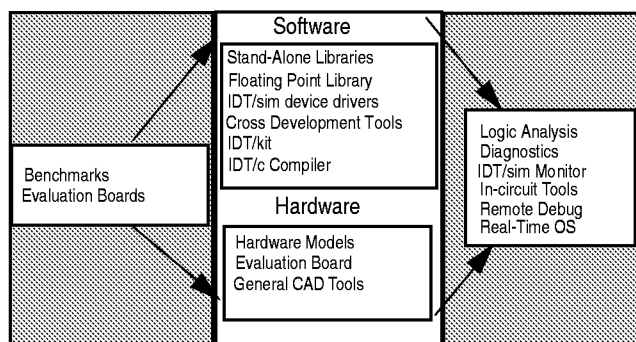 Benchmarks
Evaluation Boards
Software
Stand-Alone Libraries
Floating Point Library
IDT/sim device drivers
Cross Development Tools
IDT/kit
IDT/c Compiler
Hardware
Hardware Models
Evaluation Board
General CAD Tools
Logic Analysis
Diagnostics
IDT/sim Monitor
In-circuit Tools
Remote Debug
Real-Time OS